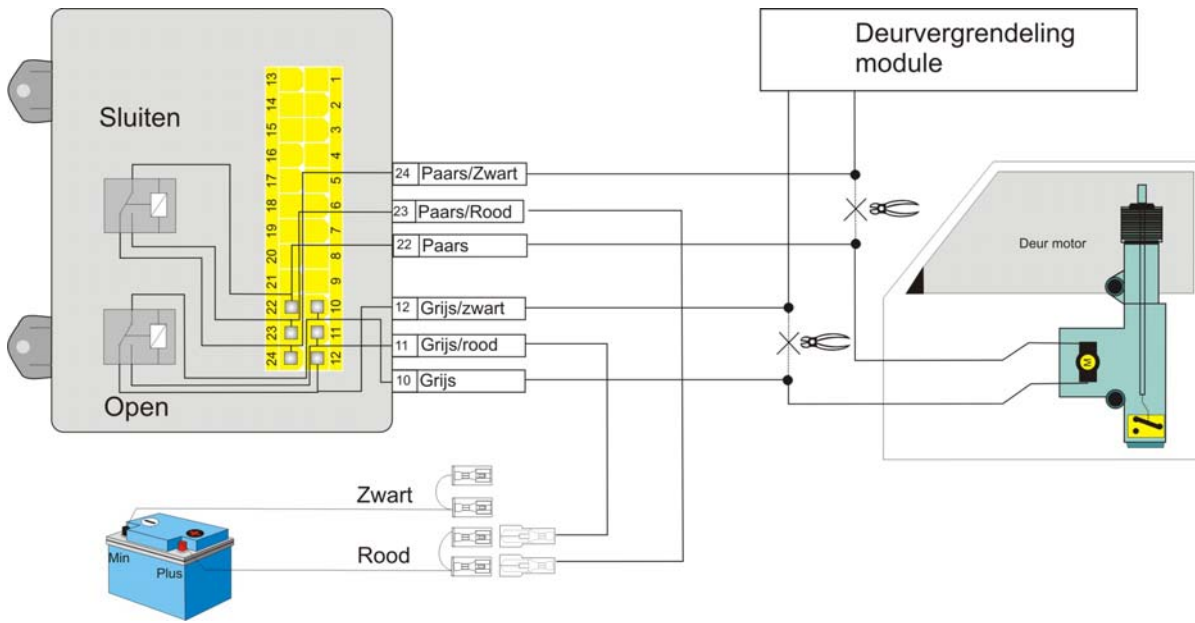 Deurvergrendeling
module
Sluiten
13 1
14 2
15 3
16 4
17 5
18 6
19 7
20 8
21 9
22 10
23 11
24 12
24 Paars/Zwart
23 Paars/Rood
22 Paars
12 Grijs/zwart
11 Grijs/rood
10 Grijs
Open
Deur motor
M
Zwart
Rood
Min
Plus